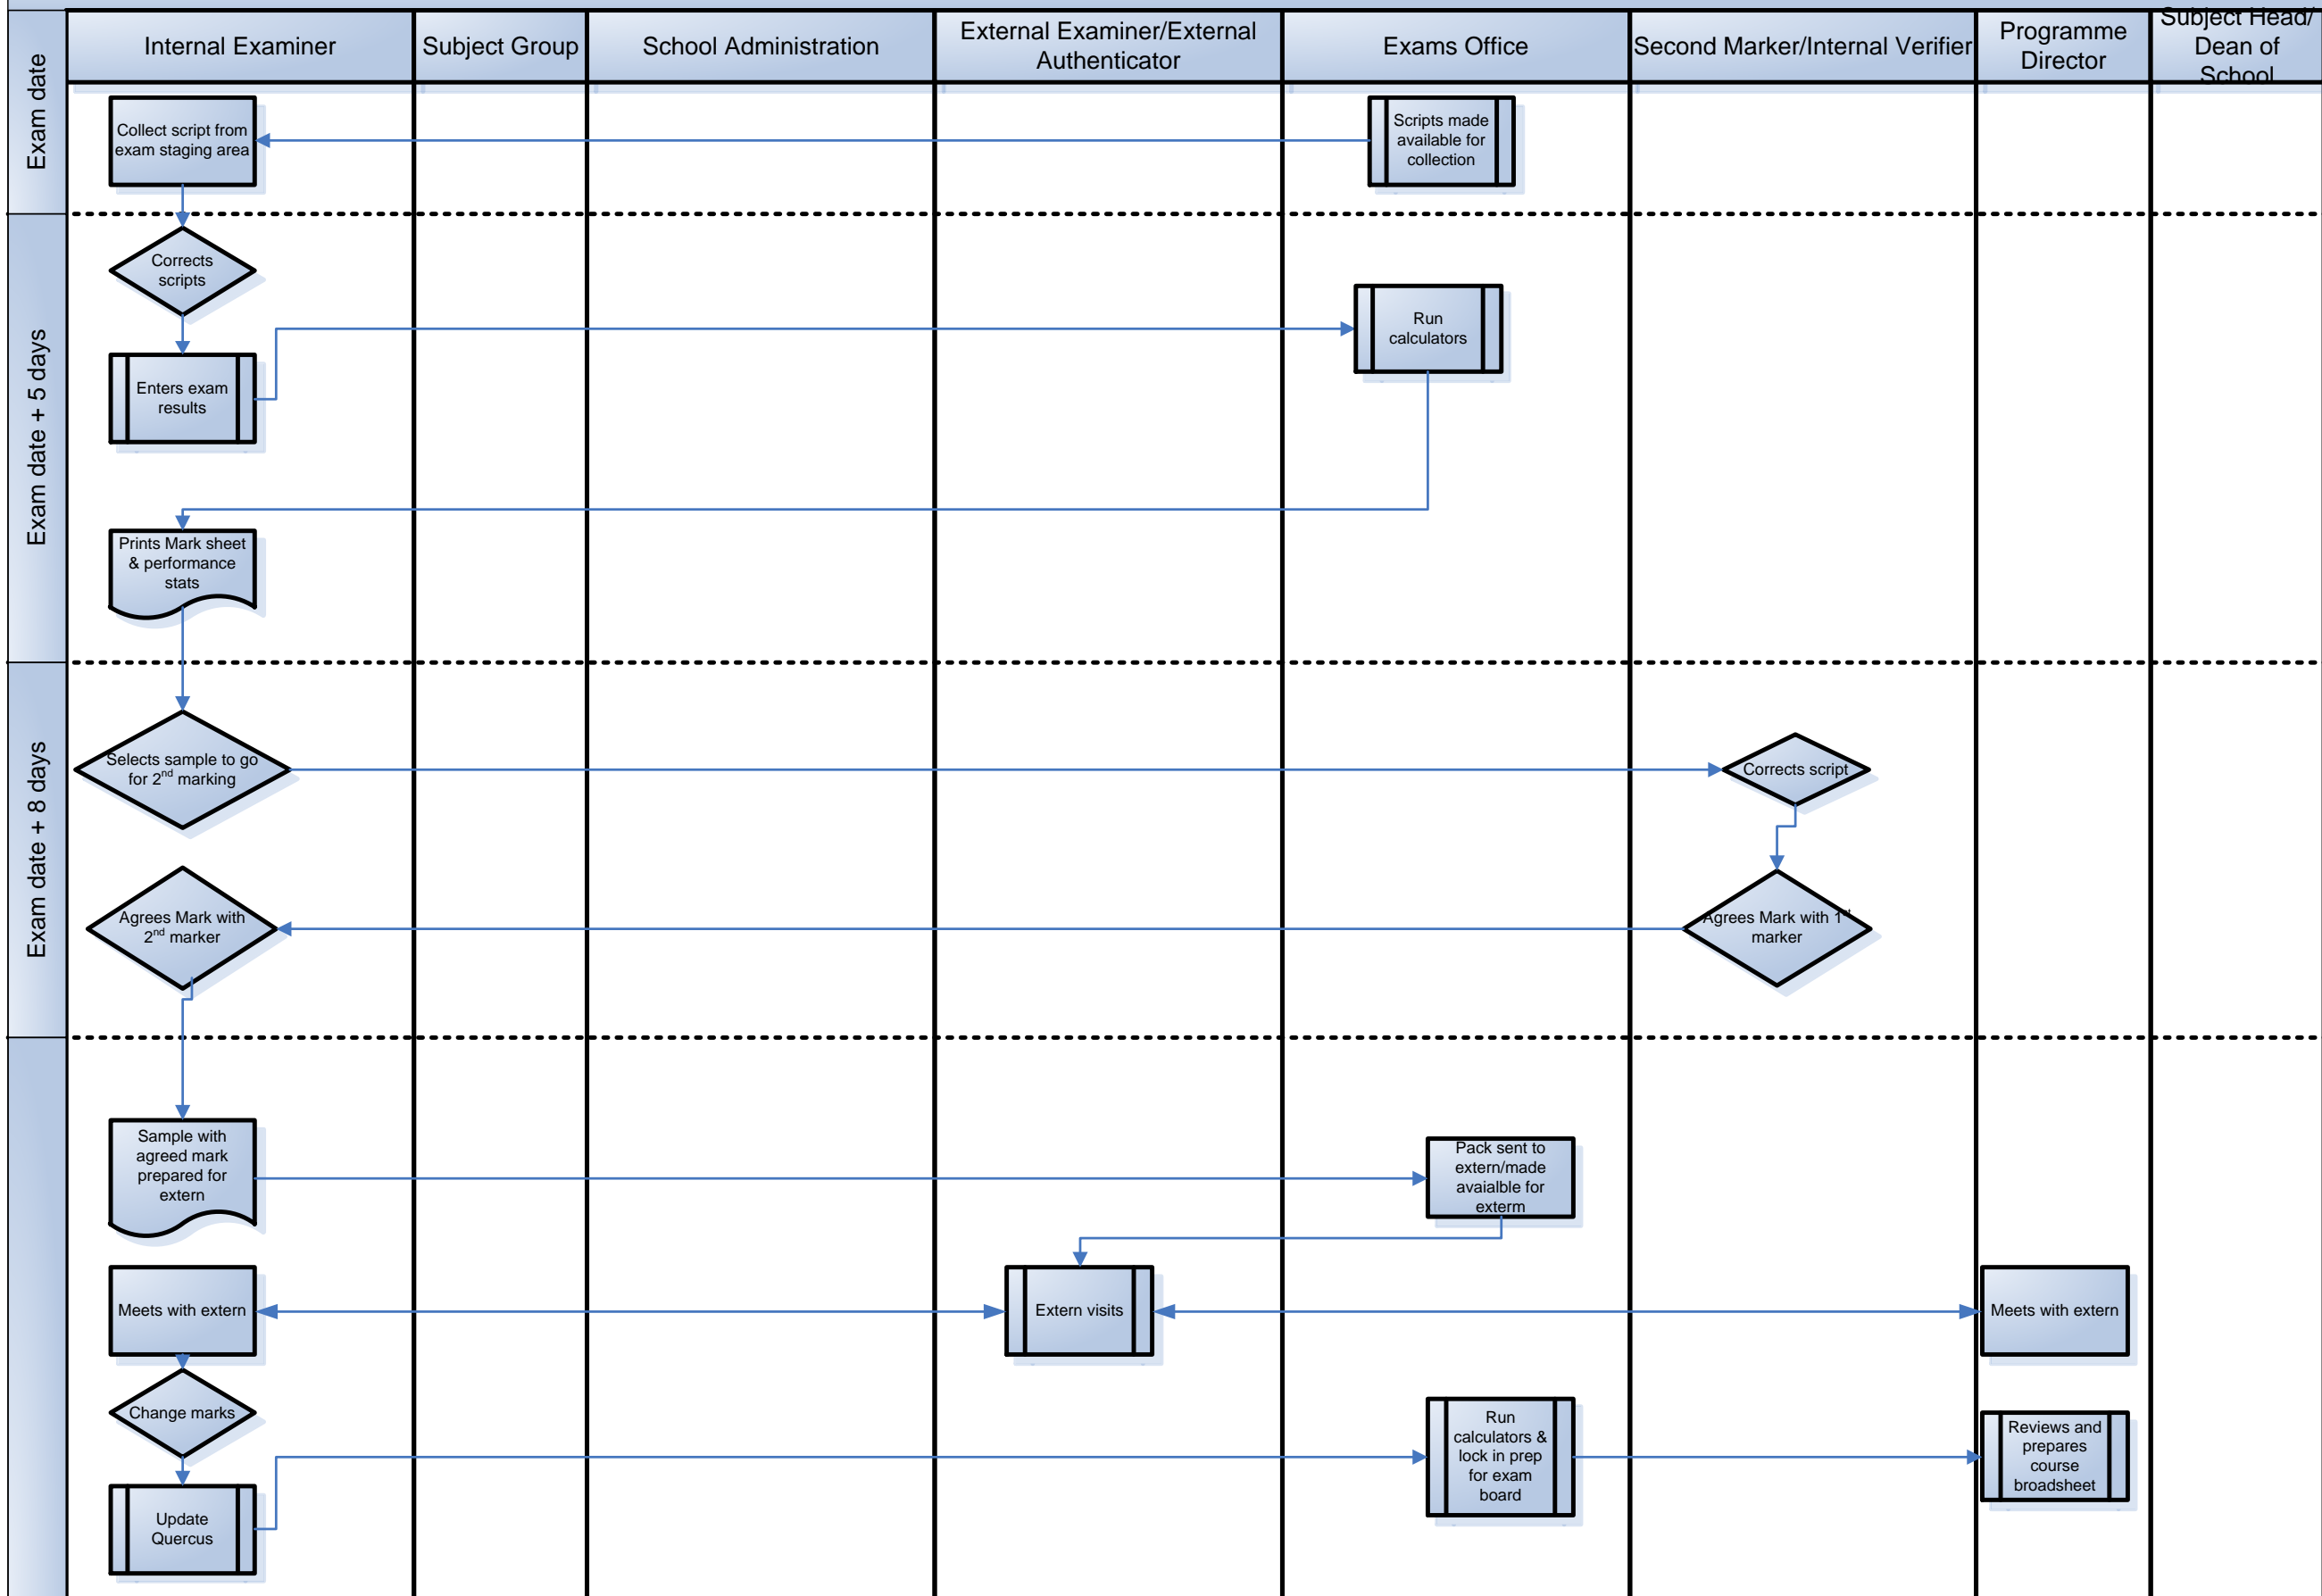 Internal Examiner
Subject Group
School Administration
External Examiner/External
Authenticator
Exams Office
Second Marker/Internal Verifier
Programme
Director
Subject Head/
Dean of
School
Exam date
Collect script from
exam staging area
Scripts made
available for
collection
Exam date + 5 days
Corrects
scripts
Run
calculators
Enters exam
results
Prints Mark sheet
& performance
stats
Exam date + 8 days
Selects sample to go
for 2nd marking
Corrects script
Agrees Mark with
2nd marker
Agrees Mark with 1st
marker
Sample with
agreed mark
prepared for
extern
Pack sent to
extern/made
avaialble for
exterm
Meets with extern
Extern visits
Meets with extern
Change marks
Run
calculators &
lock in prep
for exam
board
Reviews and
prepares
course
broadsheet
Update
Quercus